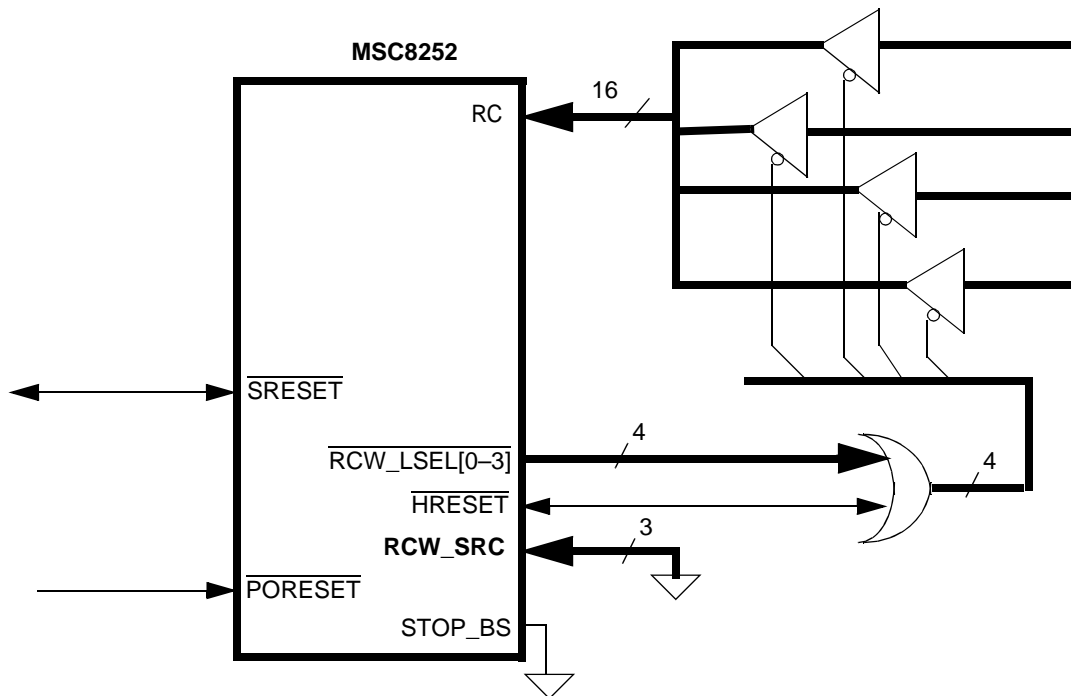 MSC8252
RC
16
SRESET
RCW_LSEL[0–3]
4
4
HRESET
RCW_SRC
3
PORESET
STOP_BS